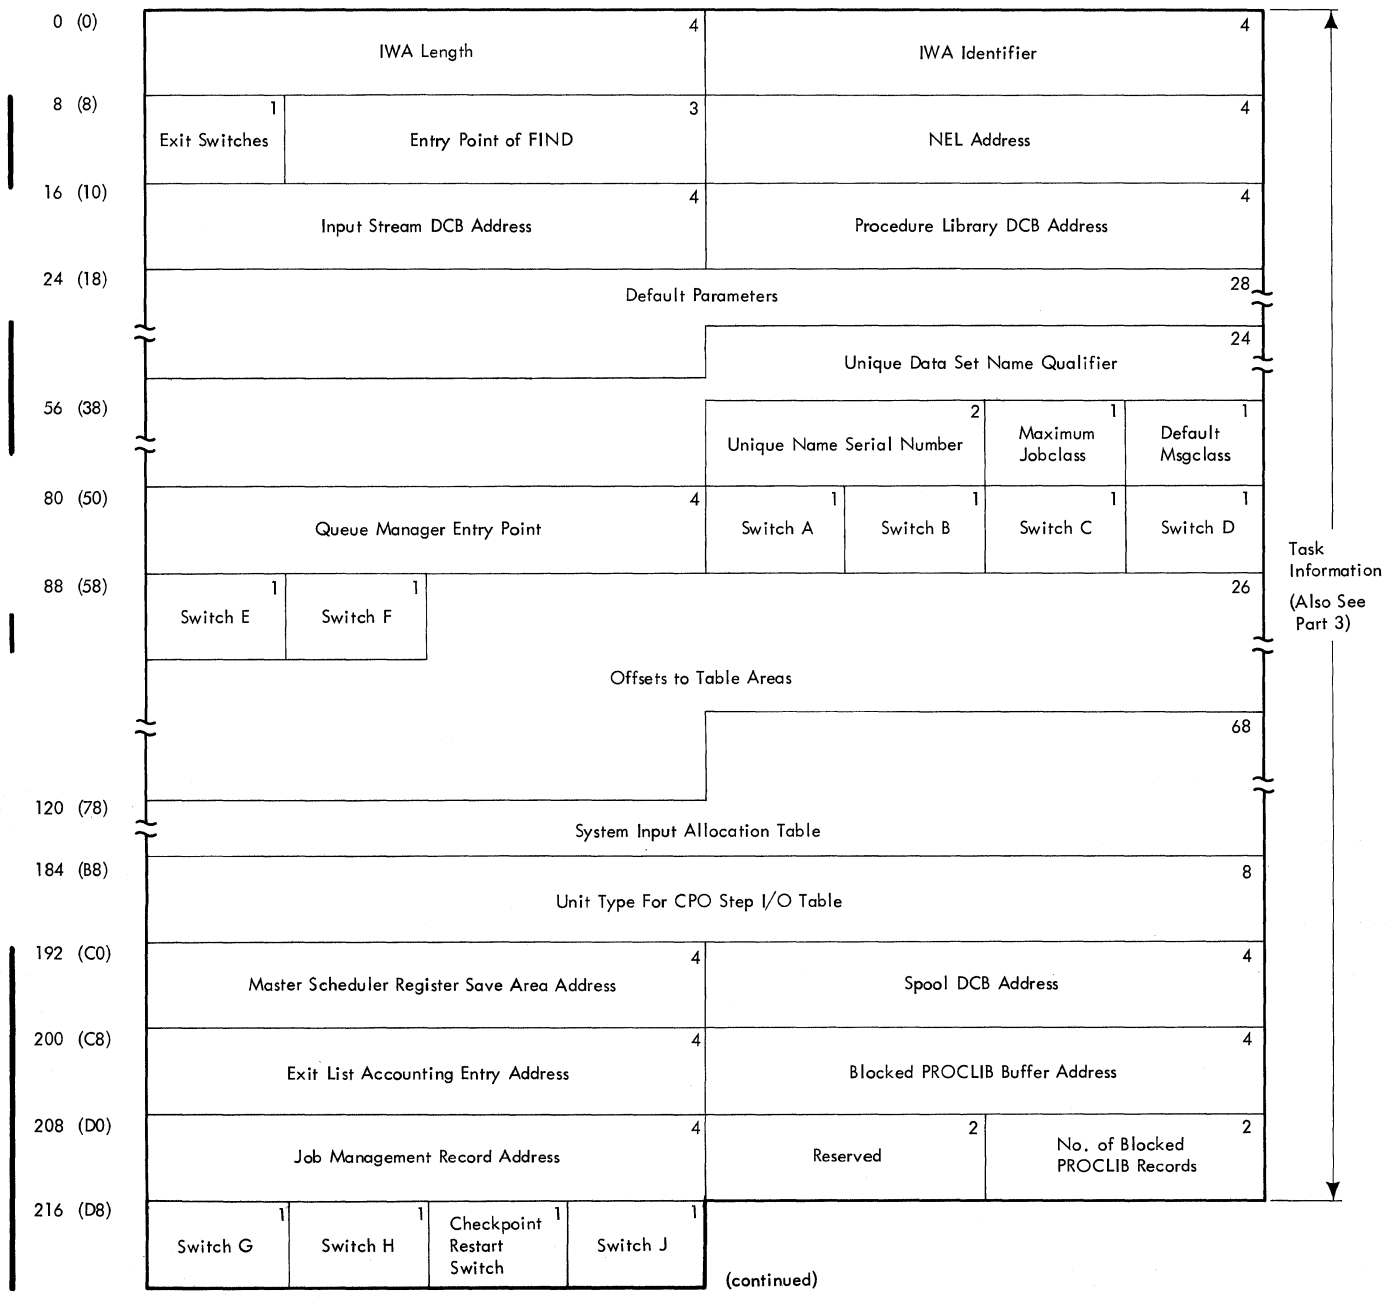 0 (0)
4
IWA Length
4
IWA Identifier
8 (8)
1
Exit Switches
3
Entry Point of FIND
4
NEL Address
16 (10)
4
Input Stream DCB Address
4
Procedure Library DCB Address
24 (18)
28
Default Parameters
24
Unique Data Set Name Qualifier
56 (38)
2
Unique Name Serial Number
1
Maximum
Jobclass
1
Default
Msgclass
80 (50)
4
Queue Manager Entry Point
1
Switch A
1
Switch B
1
Switch C
1
Switch D
Task
Information
(Also See
Part 3)
88 (58)
1
Switch E
1
Switch F
26
Offsets to Table Areas
68
120 (78)
System Input Allocation Table
184 (B8)
8
Unit Type For CPO Step I/O Table
192 (C0)
4
Master Scheduler Register Save Area Address
4
Spool DCB Address
200 (C8)
4
Exit List Accounting Entry Address
4
Blocked PROCLIB Buffer Address
208 (D0)
4
Job Management Record Address
2
Reserved
2
No. of Blocked
PROCLIB Records
216 (D8)
1
Switch G
1
Switch H
1
Checkpoint
Restart
Switch
1
Switch J
(continued)